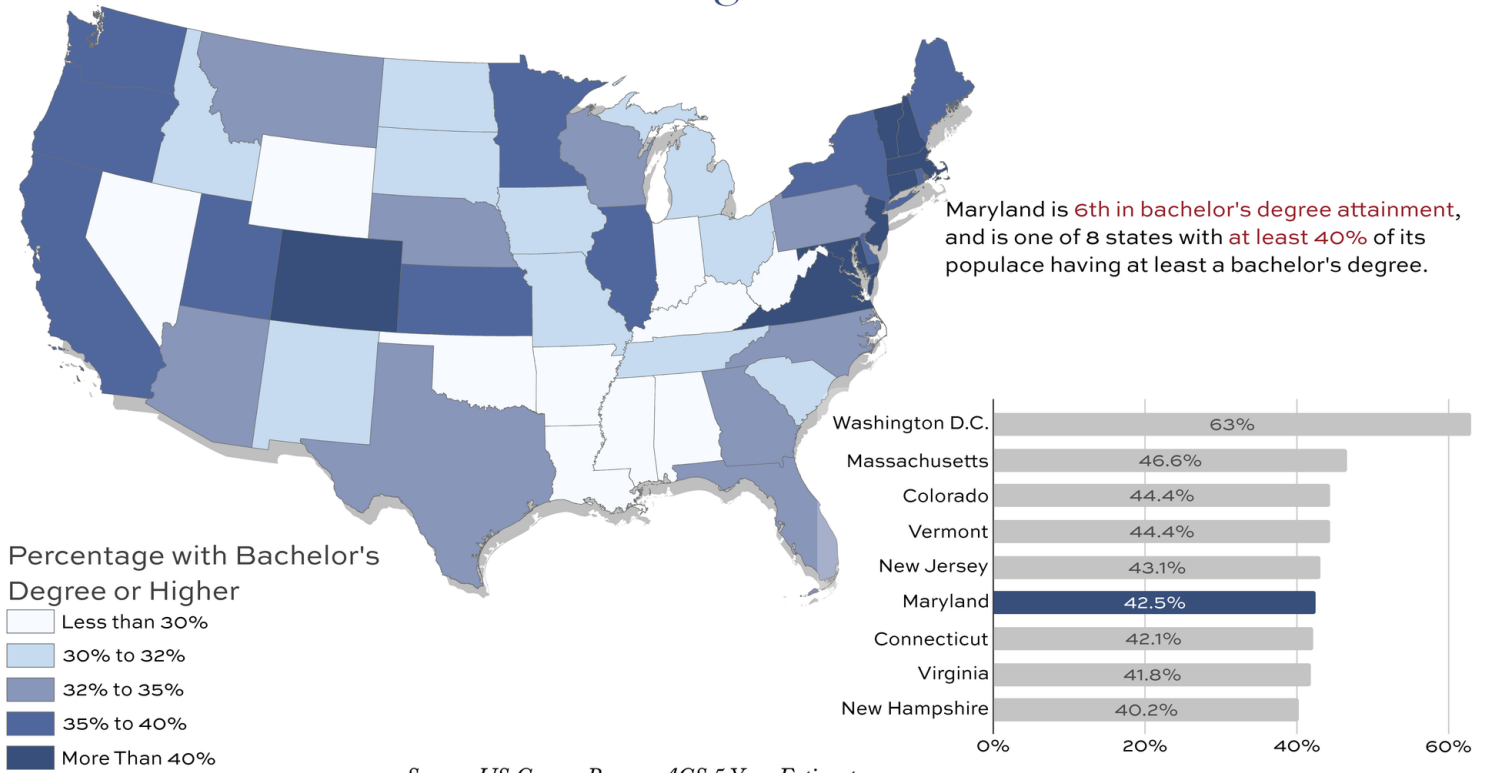 Maryland is 6th in bachelor's degree attainment,
and is one of 8 states with at least 40% of its
populace having at least a bachelor's degree.
Washington D.C. 63%
Massachusetts 46.6%
Colorado 44.4%
Vermont 44.4%
New Jersey 43.1%
Maryland 42.5%
Connecticut 42.1%
Virginia 41.8%
New Hampshire 40.2%
0% 20% 40% 60%
Percentage with Bachelor's
Degree or Higher
Less than 30%
30% to 32%
32% to 35%
35% to 40%
More Than 40%